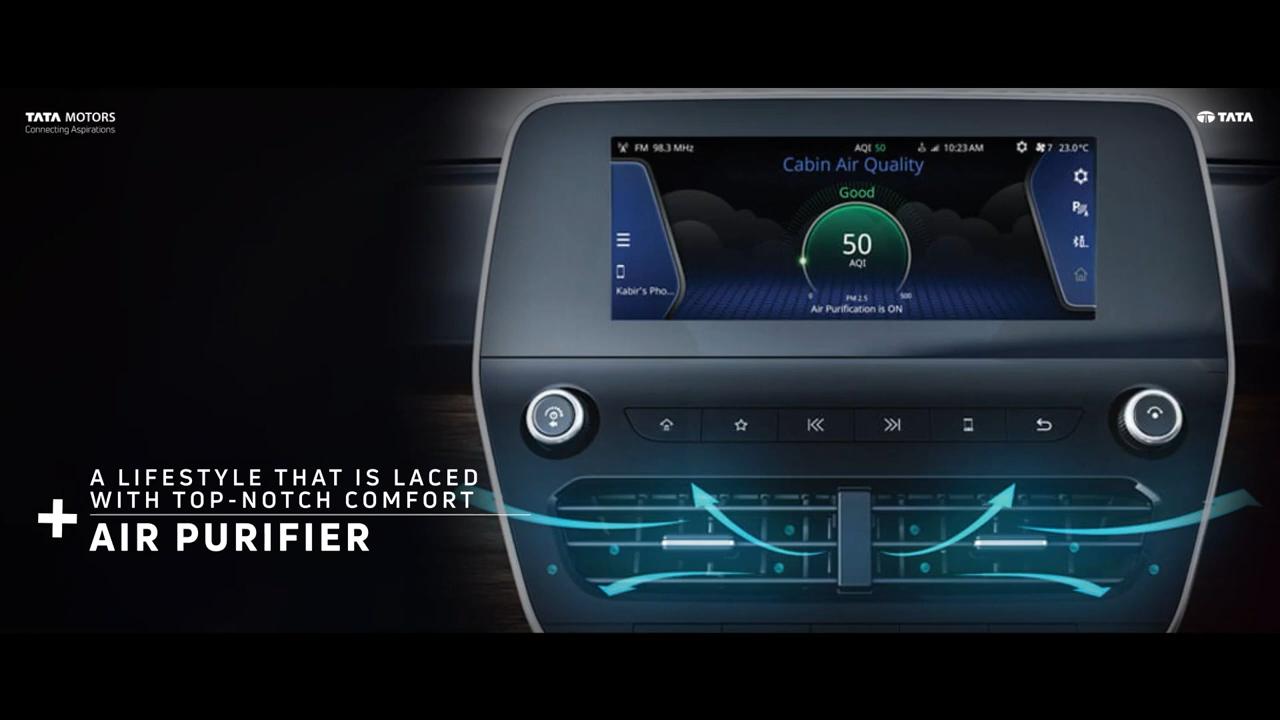 TATA MOTORS
Connecting Aspirations
TATA
FM 98.3 MHz
AQI 50
10:23 AM
7 23.0°C
Cabin Air Quality
Good
50
AQI
0 PM 2.5 500
Air Purification is ON
Kabir's Pho...
A LIFESTYLE THAT IS LACED
WITH TOP-NOTCH COMFORT
+ AIR PURIFIER